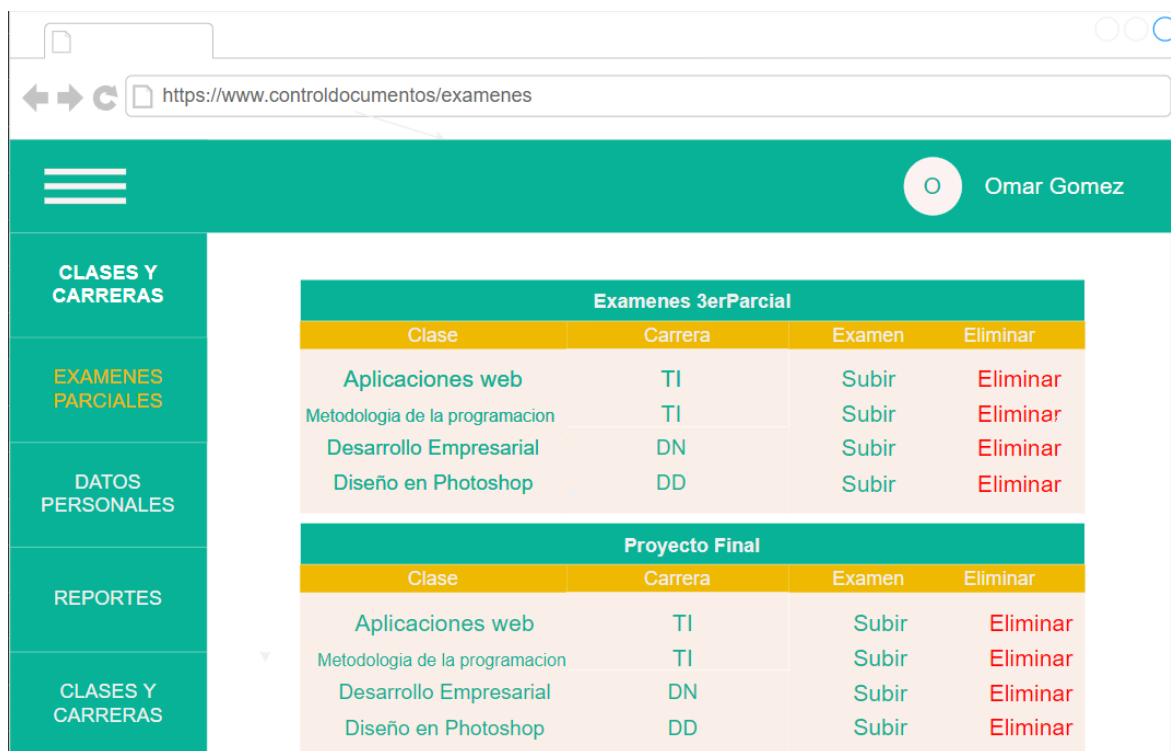 https://www.controldocumentos/examenes
O Omar Gomez
CLASES Y
CARRERAS
EXAMENES
PARCIALES
DATOS
PERSONALES
REPORTES
CLASES Y
CARRERAS
Examenes 3erParcial
Clase Carrera Examen Eliminar
Aplicaciones web TI Subir Eliminar
Metodologia de la programacion TI Subir Eliminar
Desarrollo Empresarial DN Subir Eliminar
Diseño en Photoshop DD Subir Eliminar
Proyecto Final
Clase Carrera Examen Eliminar
Aplicaciones web TI Subir Eliminar
Metodologia de la programacion TI Subir Eliminar
Desarrollo Empresarial DN Subir Eliminar
Diseño en Photoshop DD Subir Eliminar